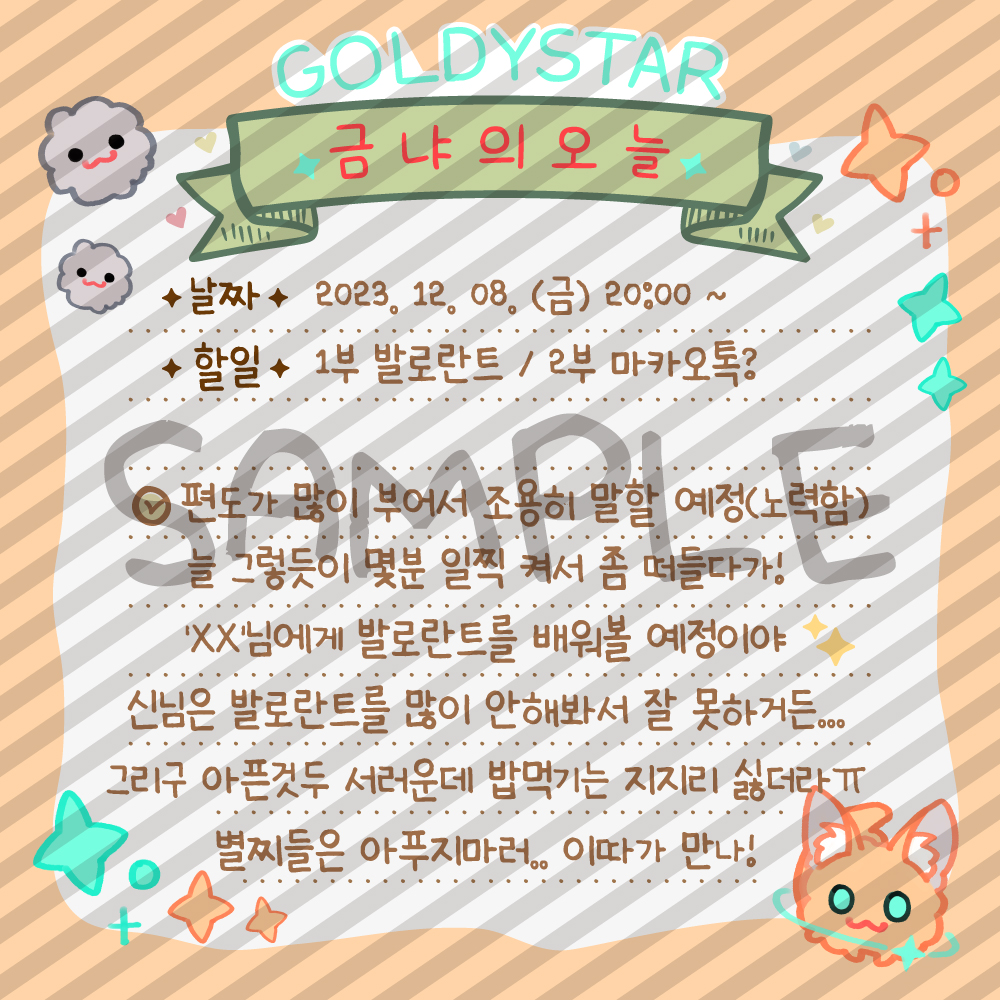 GOLDYSTAR
금냐의오늘
날짜 2023. 12. 08. (금) 20:00 ~
할일 1부 발로란트 / 2부 마카오톡?
SAMPLE
편도가 많이 부어서 조용히 말할 예정(노력함)
늘 그렇듯이 몇분 일찍 켜서 좀 떠들다가!
'XX'님에게 발로란트를 배워볼 예정이야
신님은 발로란트를 많이 안해봐서 잘 못하거든...
그리구 아픈것두 서러운데 밥먹기는 지지리 싫더라ㅠ
별찌들은 아푸지마러.. 이따가 만나!